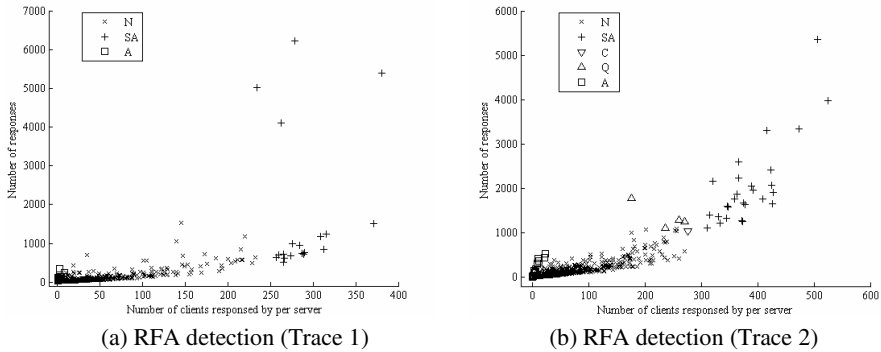 7000
6000
5000
4000
3000
2000
1000
0
Number of responses
N
SA
A
0 50 100 150 200 250 300 350 400
Number of clients responsed by per server
(a) RFA detection (Trace 1)
6000
5000
4000
3000
2000
1000
0
Number of responses
N
SA
C
Q
A
0 100 200 300 400 500 600
Number of clients responsed by per server
(b) RFA detection (Trace 2)